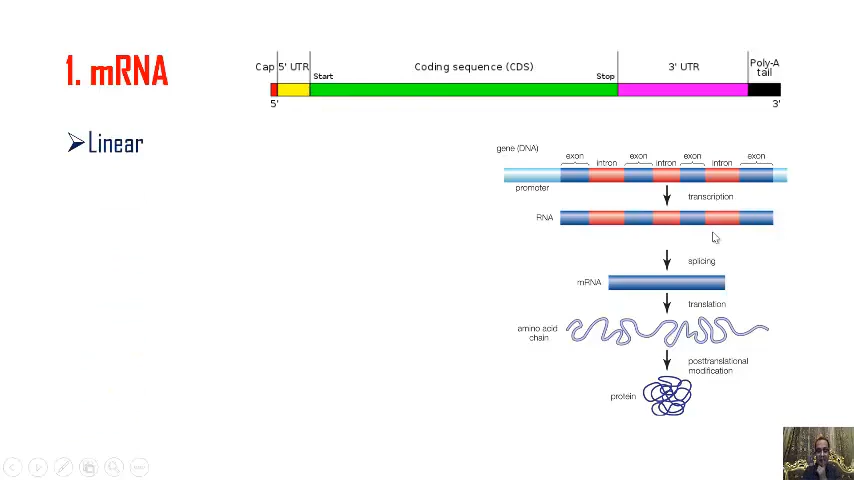 1. mRNA
Cap 5' UTR Coding sequence (CDS) 3' UTR Poly-A tail
Start Stop
5' 3'
➢Linear
gene (DNA)
exon intron exon intron exon intron exon
promoter
transcription
RNA
splicing
mRNA
translation
amino acid
chain
posttranslational
modification
protein